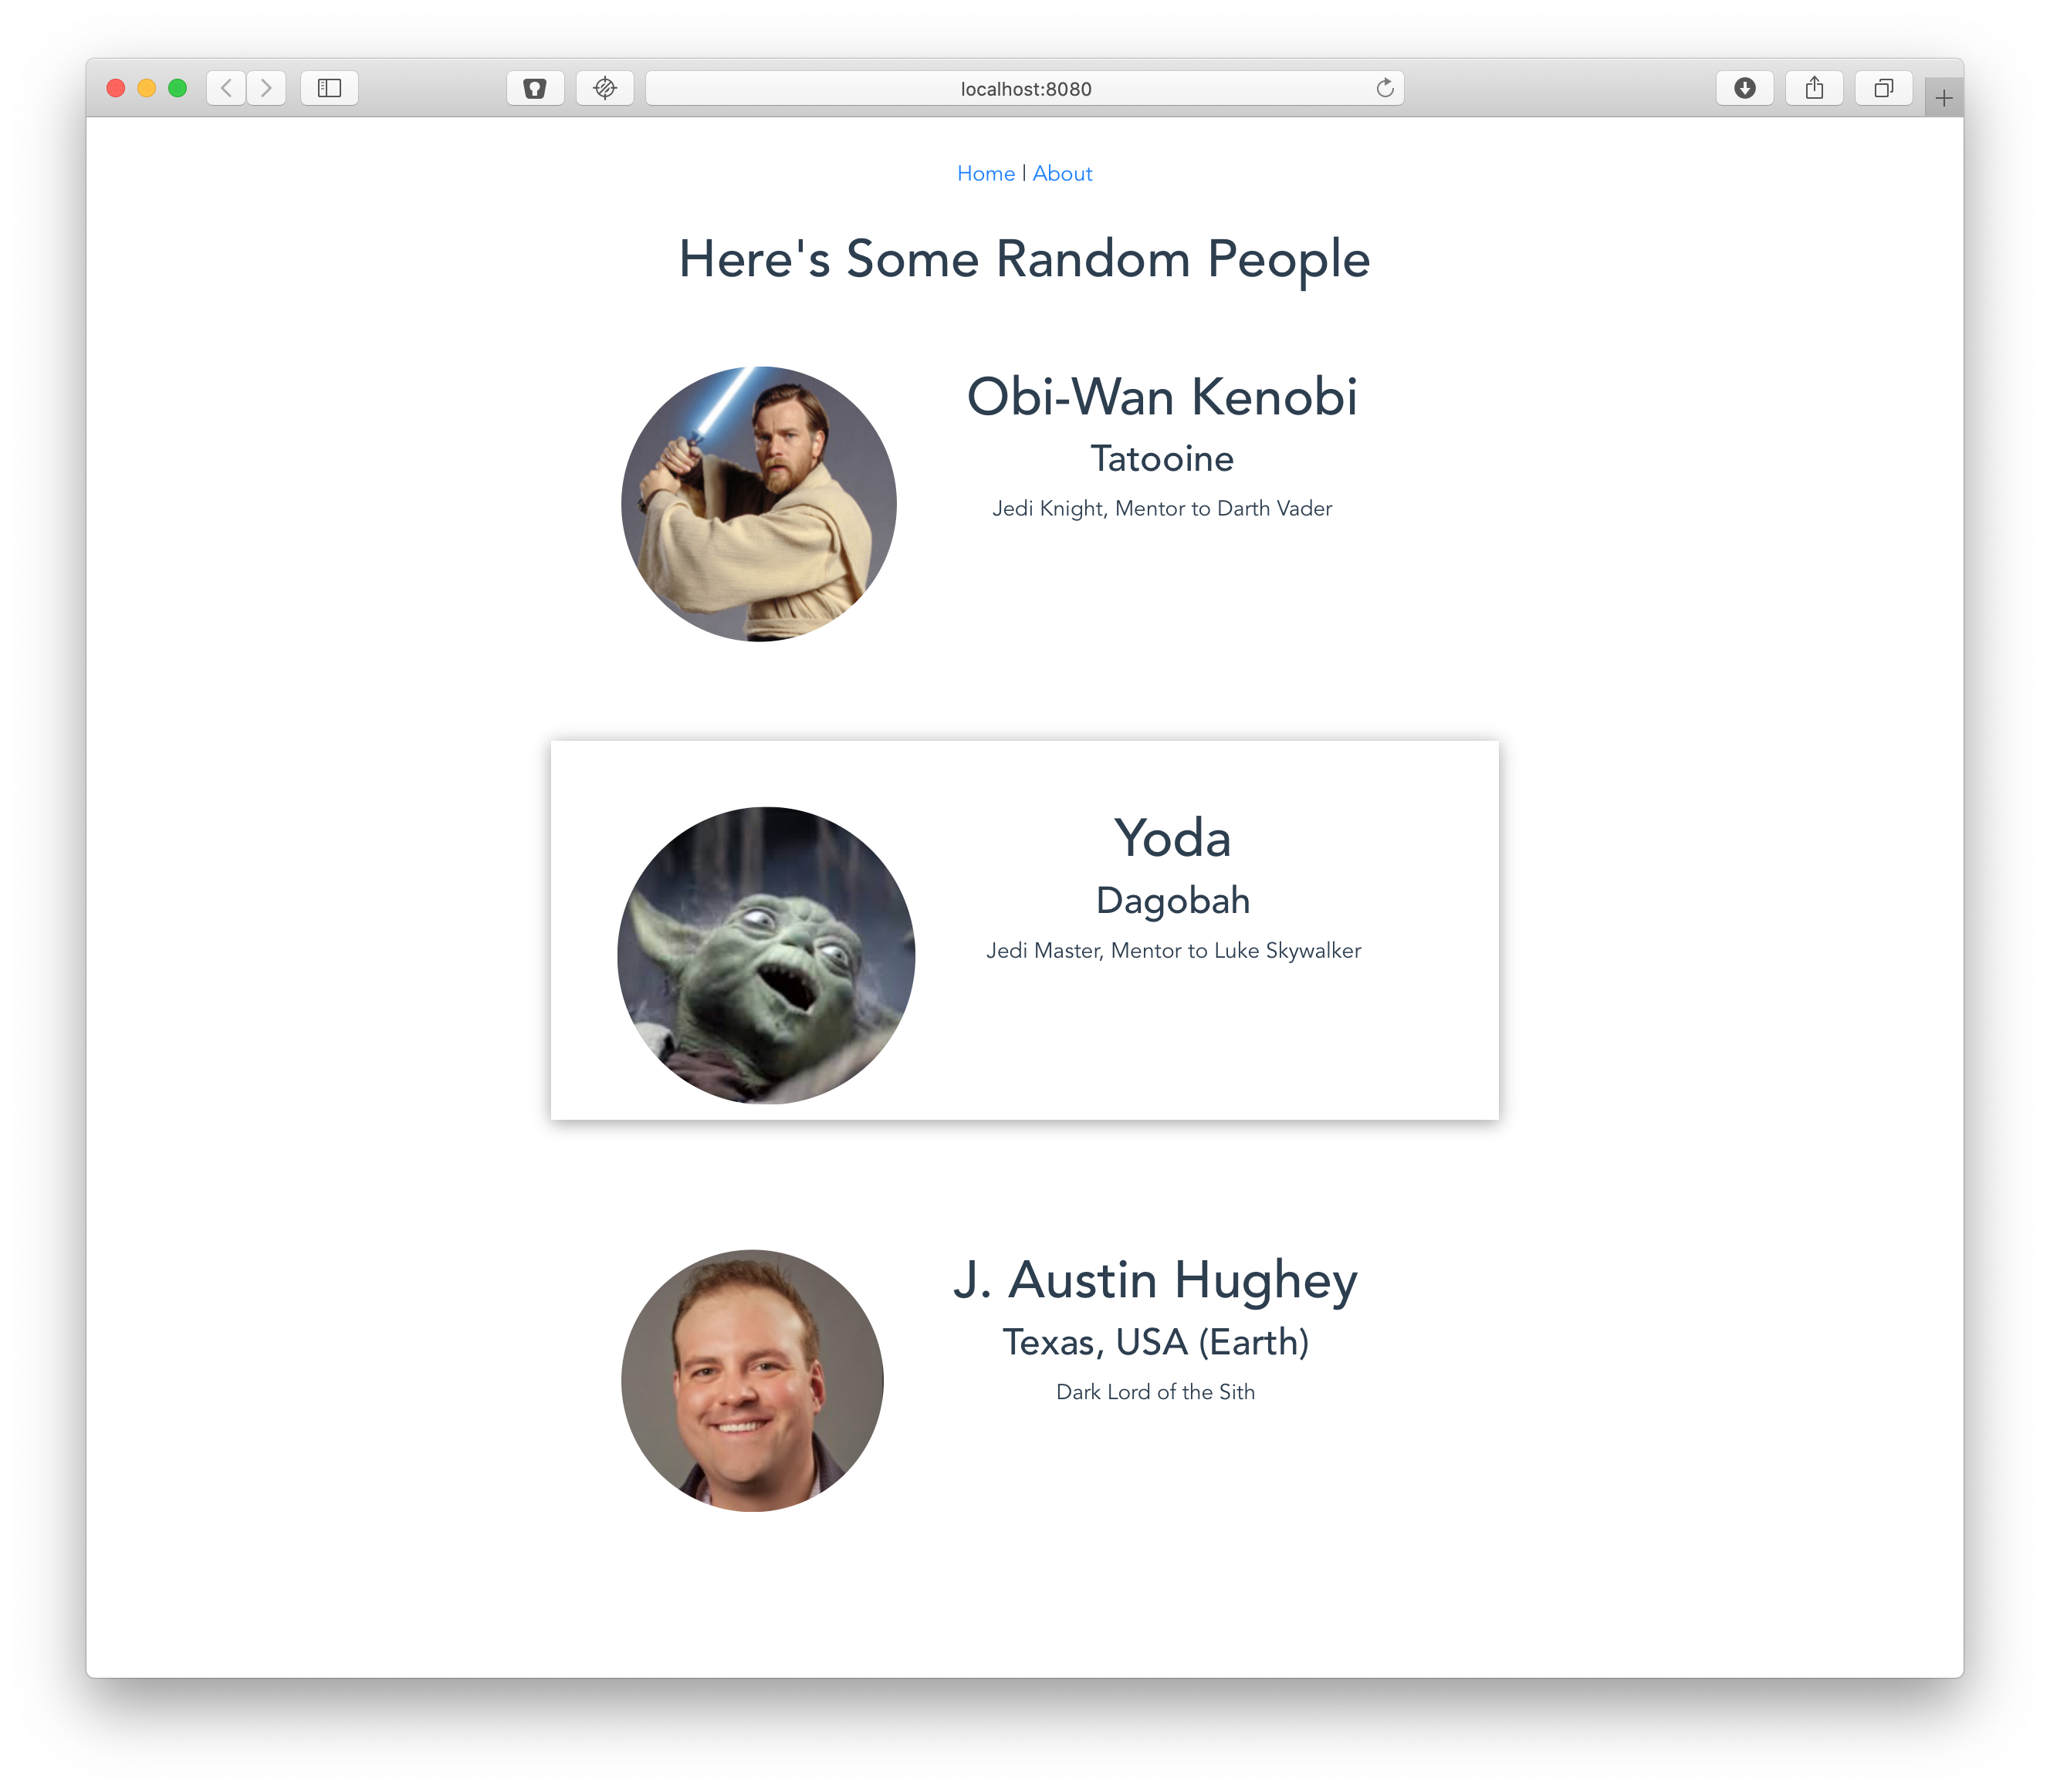 localhost:8080
Home | About
Here's Some Random People
Obi-Wan Kenobi
Tatooine
Jedi Knight, Mentor to Darth Vader
Yoda
Dagobah
Jedi Master, Mentor to Luke Skywalker
J. Austin Hughey
Texas, USA (Earth)
Dark Lord of the Sith